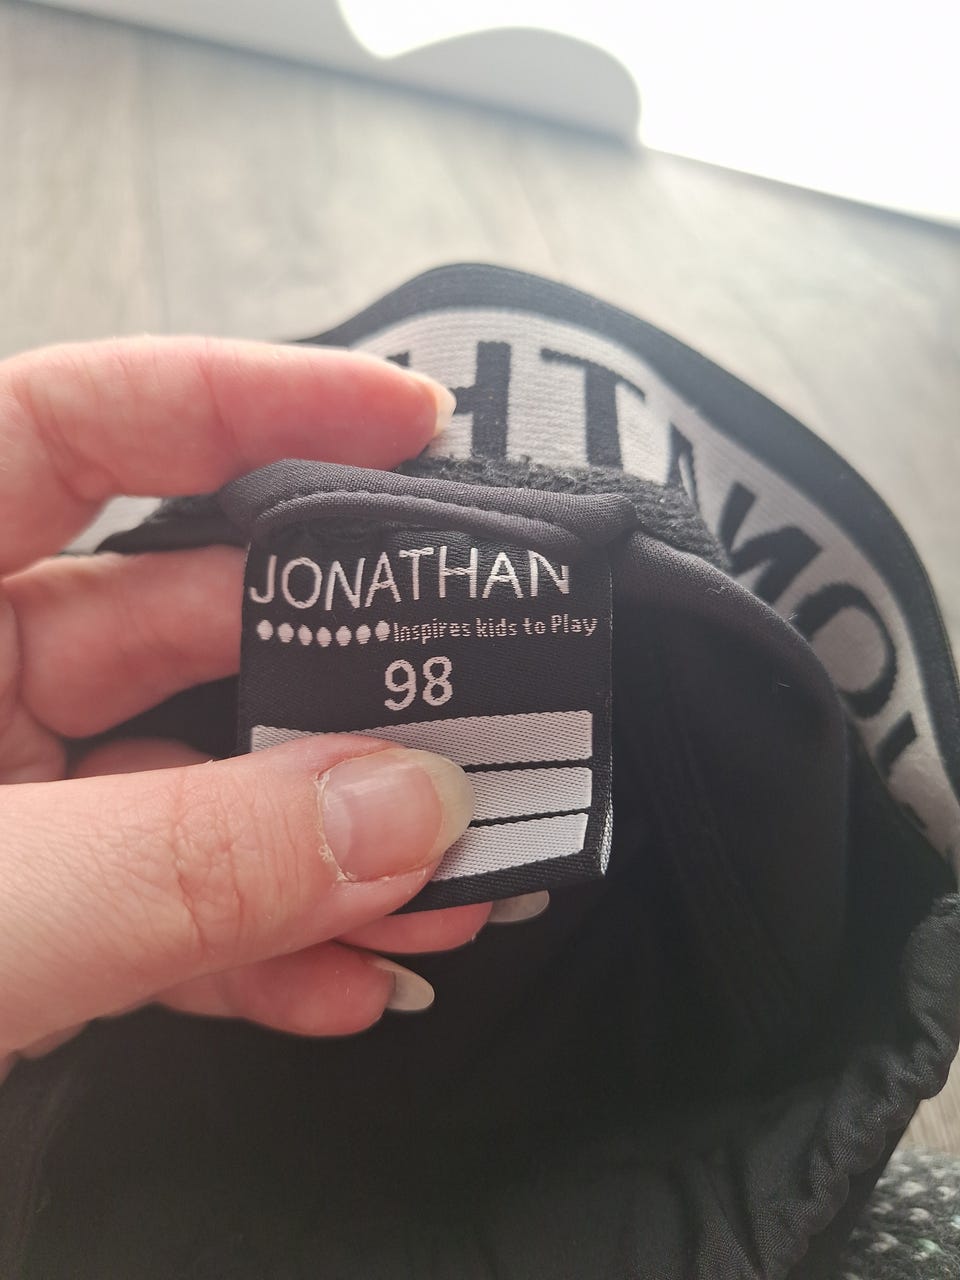 JONATHAN
Inspires kids to Play
98